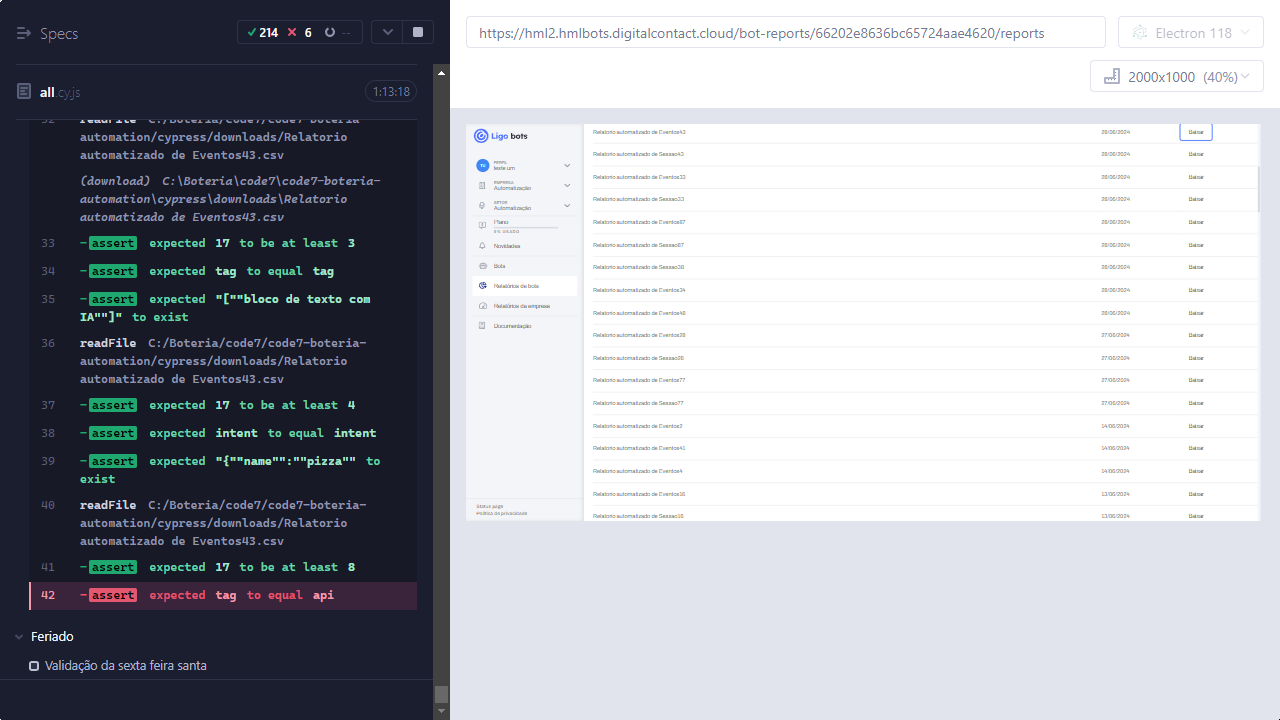 Specs
214
6
--
all.cy.js
1:13:18
32 readFile C:/Boteria/code7/code7-boteria-
automation/cypress/downloads/Relatorio
automatizado de Eventos43.csv
(download) C:\Boteria\code7\code7-boteria-
automation\cypress\downloads\Relatorio
automatizado de Eventos43.csv
33 -assert expected 17 to be at least 3
34 -assert expected tag to equal tag
35 -assert expected "[""bloco de texto com
IA""]" to exist
36 readFile C:/Boteria/code7/code7-boteria-
automation/cypress/downloads/Relatorio
automatizado de Eventos43.csv
37 -assert expected 17 to be at least 4
38 -assert expected intent to equal intent
39 -assert expected "{""name"":""pizza"" to
exist
40 readFile C:/Boteria/code7/code7-boteria-
automation/cypress/downloads/Relatorio
automatizado de Eventos43.csv
41 -assert expected 17 to be at least 8
42 -assert expected tag to equal api
Feriado
Validação da sexta feira santa
https://hml2.hmlbots.digitalcontact.cloud/bot-reports/66202e8636bc65724aae4620/reports
Electron 118
2000x1000 (40%)
Ligo bots
PERFIL
teste um
EMPRESA
Automatização
SETOR
Automatização
Plano
0% USADO
Novidades
Bots
Relatórios de bots
Relatórios da empresa
Documentação
Status page
Política de privacidade
Relatorio automatizado de Eventos43 28/06/2024 Baixar
Relatorio automatizado de Sessao43 28/06/2024 Baixar
Relatorio automatizado de Eventos33 28/06/2024 Baixar
Relatorio automatizado de Sessao33 28/06/2024 Baixar
Relatorio automatizado de Eventos67 28/06/2024 Baixar
Relatorio automatizado de Sessao67 28/06/2024 Baixar
Relatorio automatizado de Sessao38 28/06/2024 Baixar
Relatorio automatizado de Eventos34 28/06/2024 Baixar
Relatorio automatizado de Eventos48 28/06/2024 Baixar
Relatorio automatizado de Eventos28 27/06/2024 Baixar
Relatorio automatizado de Sessao28 27/06/2024 Baixar
Relatorio automatizado de Eventos77 27/06/2024 Baixar
Relatorio automatizado de Sessao77 27/06/2024 Baixar
Relatorio automatizado de Eventos2 14/06/2024 Baixar
Relatorio automatizado de Eventos41 14/06/2024 Baixar
Relatorio automatizado de Eventos4 14/06/2024 Baixar
Relatorio automatizado de Eventos16 13/06/2024 Baixar
Relatorio automatizado de Sessao16 13/06/2024 Baixar